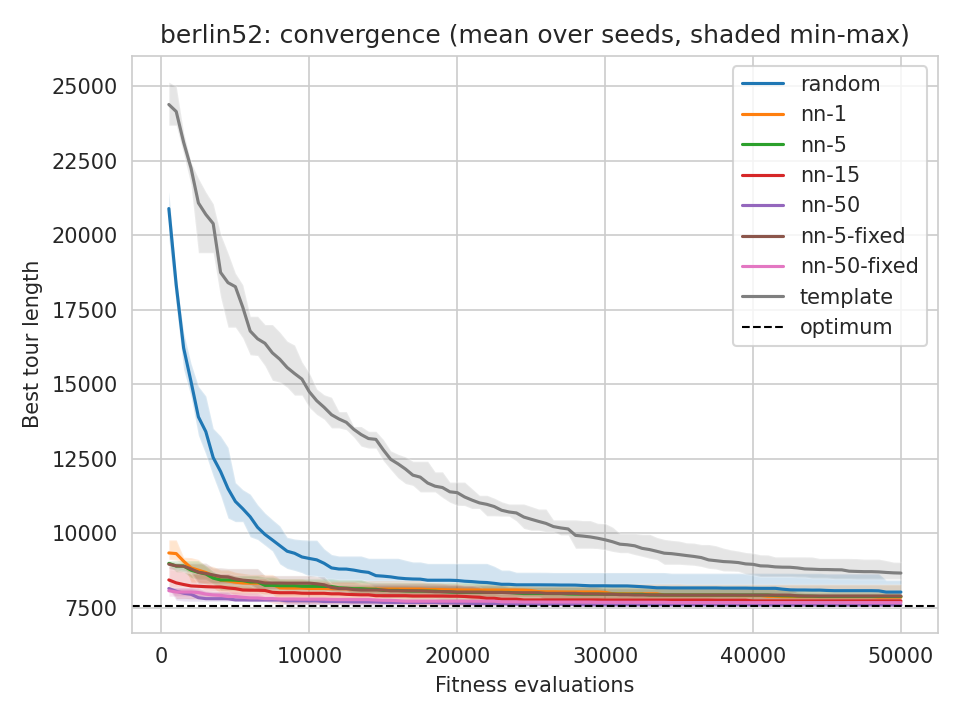 berlin52: convergence (mean over seeds, shaded min-max)
25000
22500
20000
17500
15000
12500
10000
7500
Best tour length
random
nn-1
nn-5
nn-15
nn-50
nn-5-fixed
nn-50-fixed
template
optimum
0
10000
20000
30000
40000
50000
Fitness evaluations